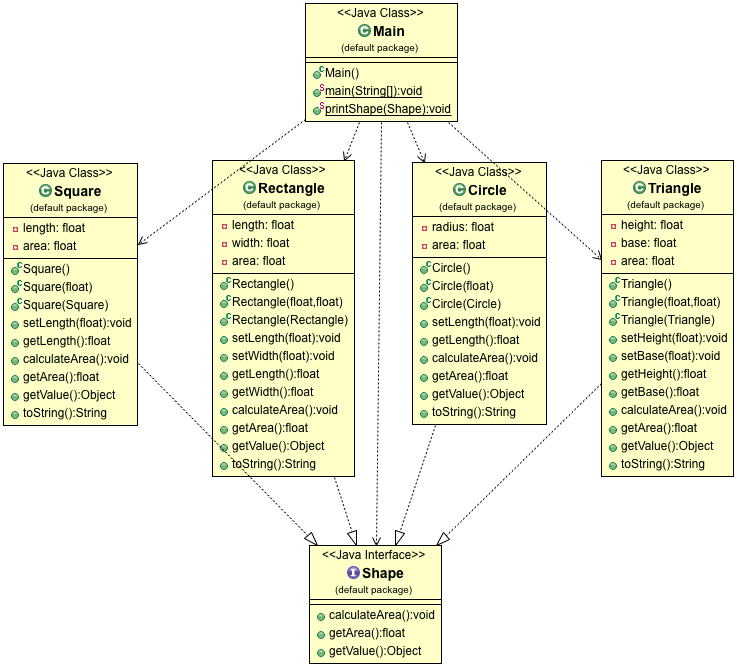 <<Java Class>>
Main
(default package)
Main()
main(String[]):void
printShape(Shape):void
<<Java Class>>
Square
(default package)
length: float
area: float
Square()
Square(float)
Square(Square)
setLength(float):void
getLength():float
calculateArea():void
getArea():float
getValue():Object
toString():String
<<Java Class>>
Rectangle
(default package)
length: float
width: float
area: float
Rectangle()
Rectangle(float,float)
Rectangle(Rectangle)
setLength(float):void
setWidth(float):void
getLength():float
getWidth():float
calculateArea():void
getArea():float
getValue():Object
toString():String
<<Java Class>>
Circle
(default package)
radius: float
area: float
Circle()
Circle(float)
Circle(Circle)
setLength(float):void
getLength():float
calculateArea():void
getArea():float
getValue():Object
toString():String
<<Java Class>>
Triangle
(default package)
height: float
base: float
area: float
Triangle()
Triangle(float,float)
Triangle(Triangle)
setHeight(float):void
setBase(float):void
getHeight():float
getBase():float
calculateArea():void
getArea():float
getValue():Object
toString():String
<<Java Interface>>
Shape
(default package)
calculateArea():void
getArea():float
getValue():Object